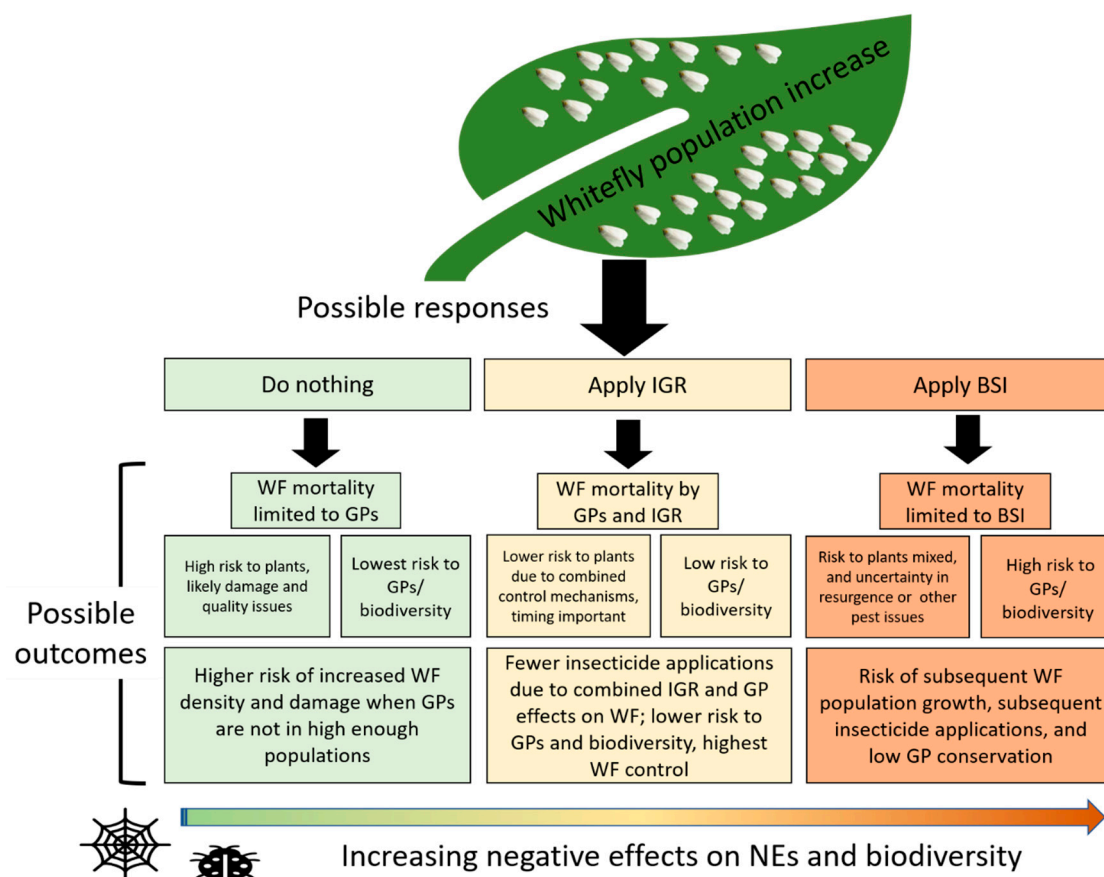 Whitefly population increase
Possible responses
Do nothing
Apply IGR
Apply BSI
Possible
outcomes
WF mortality
limited to GPs
WF mortality by
GPs and IGR
WF mortality
limited to BSI
High risk to plants,
likely damage and
quality issues
Lowest risk to
GPs/
biodiversity
Lower risk to plants
due to combined
control mechanisms,
timing important
Low risk to
GPs/
biodiversity
Risk to plants mixed,
and uncertainty in
resurgence or other
pest issues
High risk to
GPs/
biodiversity
Higher risk of increased WF
density and damage when GPs
are not in high enough
populations
Fewer insecticide applications
due to combined IGR and GP
effects on WF; lower risk to
GPs and biodiversity, highest
WF control
Risk of subsequent WF
population growth, subsequent
insecticide applications, and
low GP conservation
Increasing negative effects on NEs and biodiversity